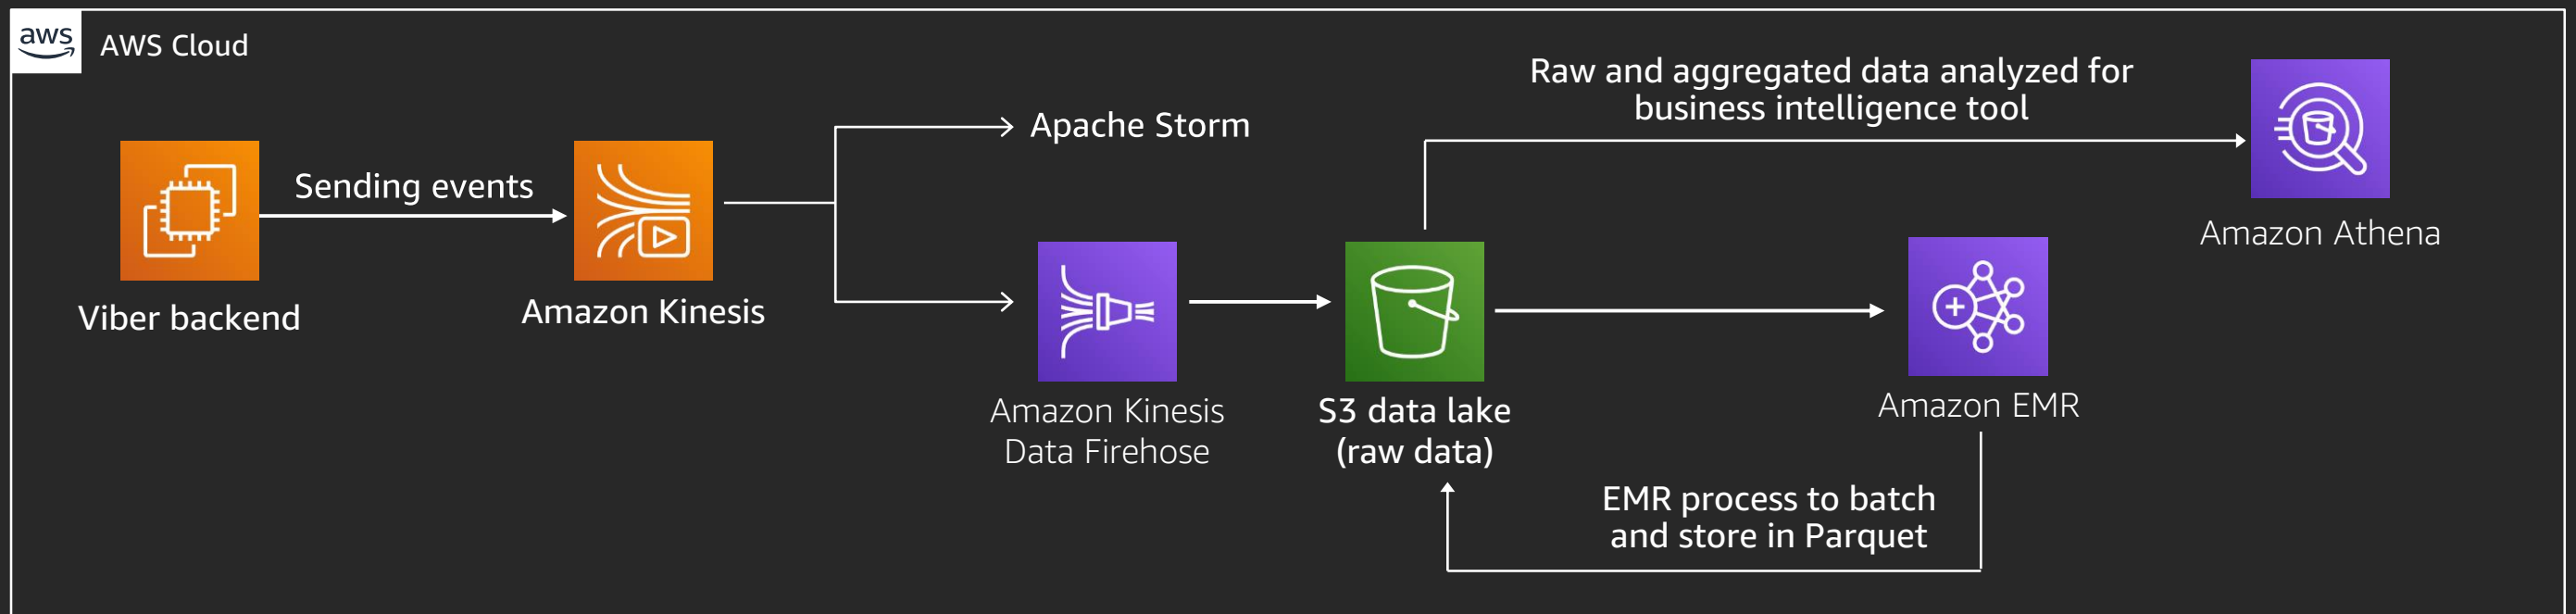 aws
AWS Cloud
Raw and aggregated data analyzed for
business intelligence tool
Apache Storm
Sending events
Amazon Athena
Viber backend
Amazon Kinesis
Amazon Kinesis
Data Firehose
S3 data lake
(raw data)
Amazon EMR
EMR process to batch
and store in Parquet